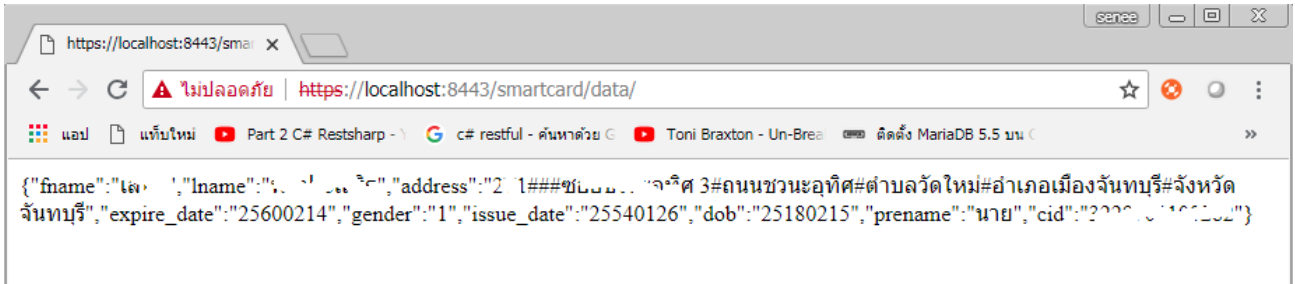 senee
https://localhost:8443/smar
ไม่ปลอดภัย | https://localhost:8443/smartcard/data/
แอป แท็บใหม่ Part 2 C# Restsharp - Y c# restful - ค้นหาด้วย G Toni Braxton - Un-Brea ติดตั้ง MariaDB 5.5 บน C
{"fname":" ","lname":" ","address":" ###ซ 3#ถนนชวนะอุทิศ#ตำบลวัดใหม่#อำเภอเมืองจันทบุรี#จังหวัด
จันทบุรี","expire_date":"25600214","gender":"1","issue_date":"25540126","dob":"25180215","prename":"นาย","cid":" "}